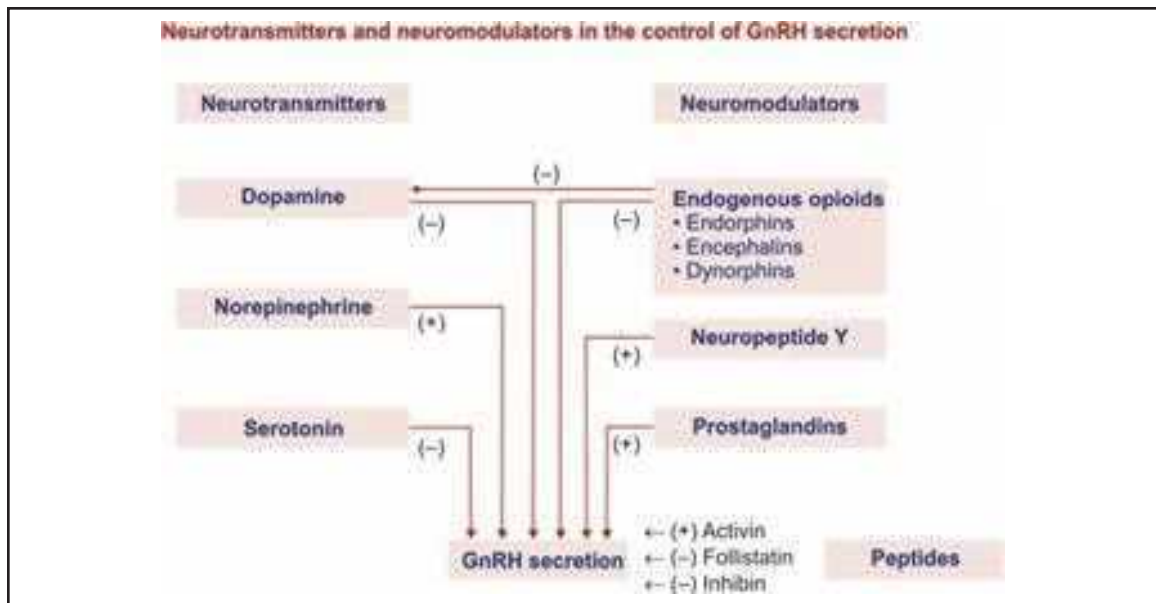 Neurotransmitters and neuromodulators in the control of GnRH secretion
Neurotransmitters
Neuromodulators
(–)
Dopamine
(–)
(–)
Endogenous oploids
• Endorphins
• Encephalins
• Dynorphins
Norepinephrine
(+)
Neuropeptide Y
(+)
Serotonin
(–)
Prostaglandins
(+)
GnRH secretion
← (+) Activin
← (–) Follistatin
← (–) Inhibin
Peptides